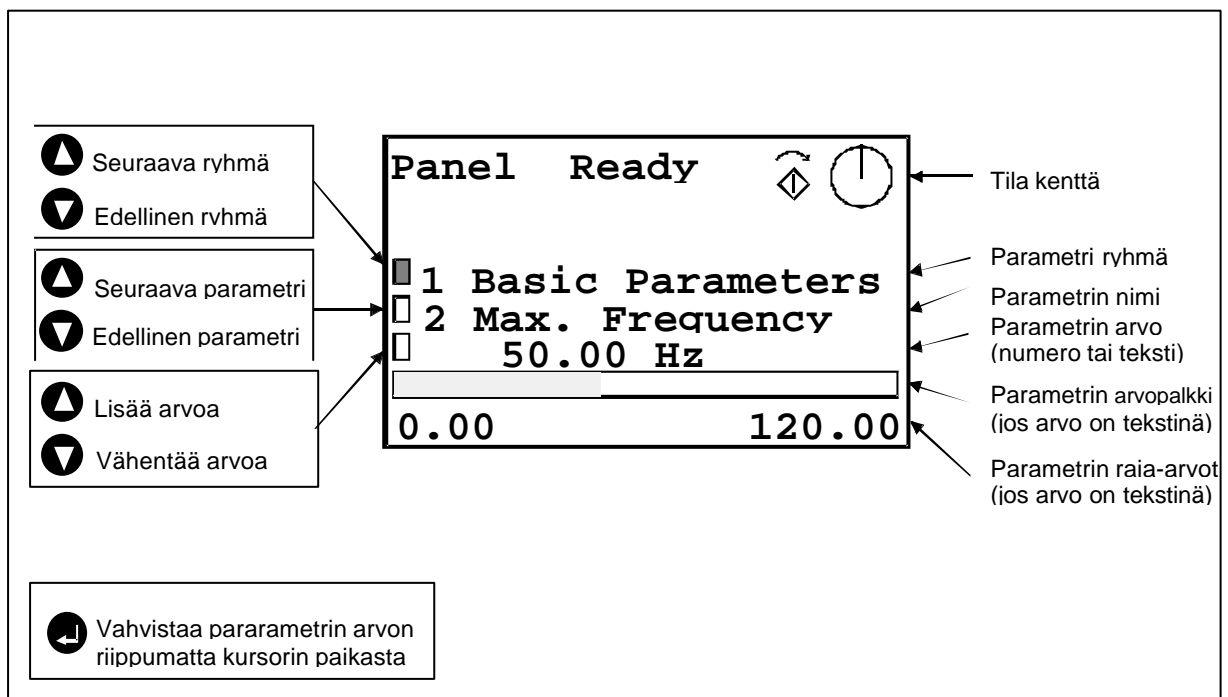 Seuraava ryhmä
Edellinen ryhmä
Seuraava parametri
Edellinen parametri
Lisää arvoa
Vähentää arvoa
Panel Ready
1 Basic Parameters
2 Max. Frequency
50.00 Hz
0.00 120.00
Tila kenttä
Parametri ryhmä
Parametrin nimi
Parametrin arvo
(numero tai teksti)
Parametrin arvopalkki
(jos arvo on tekstinä)
Parametrin raja-arvot
(jos arvo on tekstinä)
Vahvistaa pararametrin arvon
riippumatta kursorin paikasta